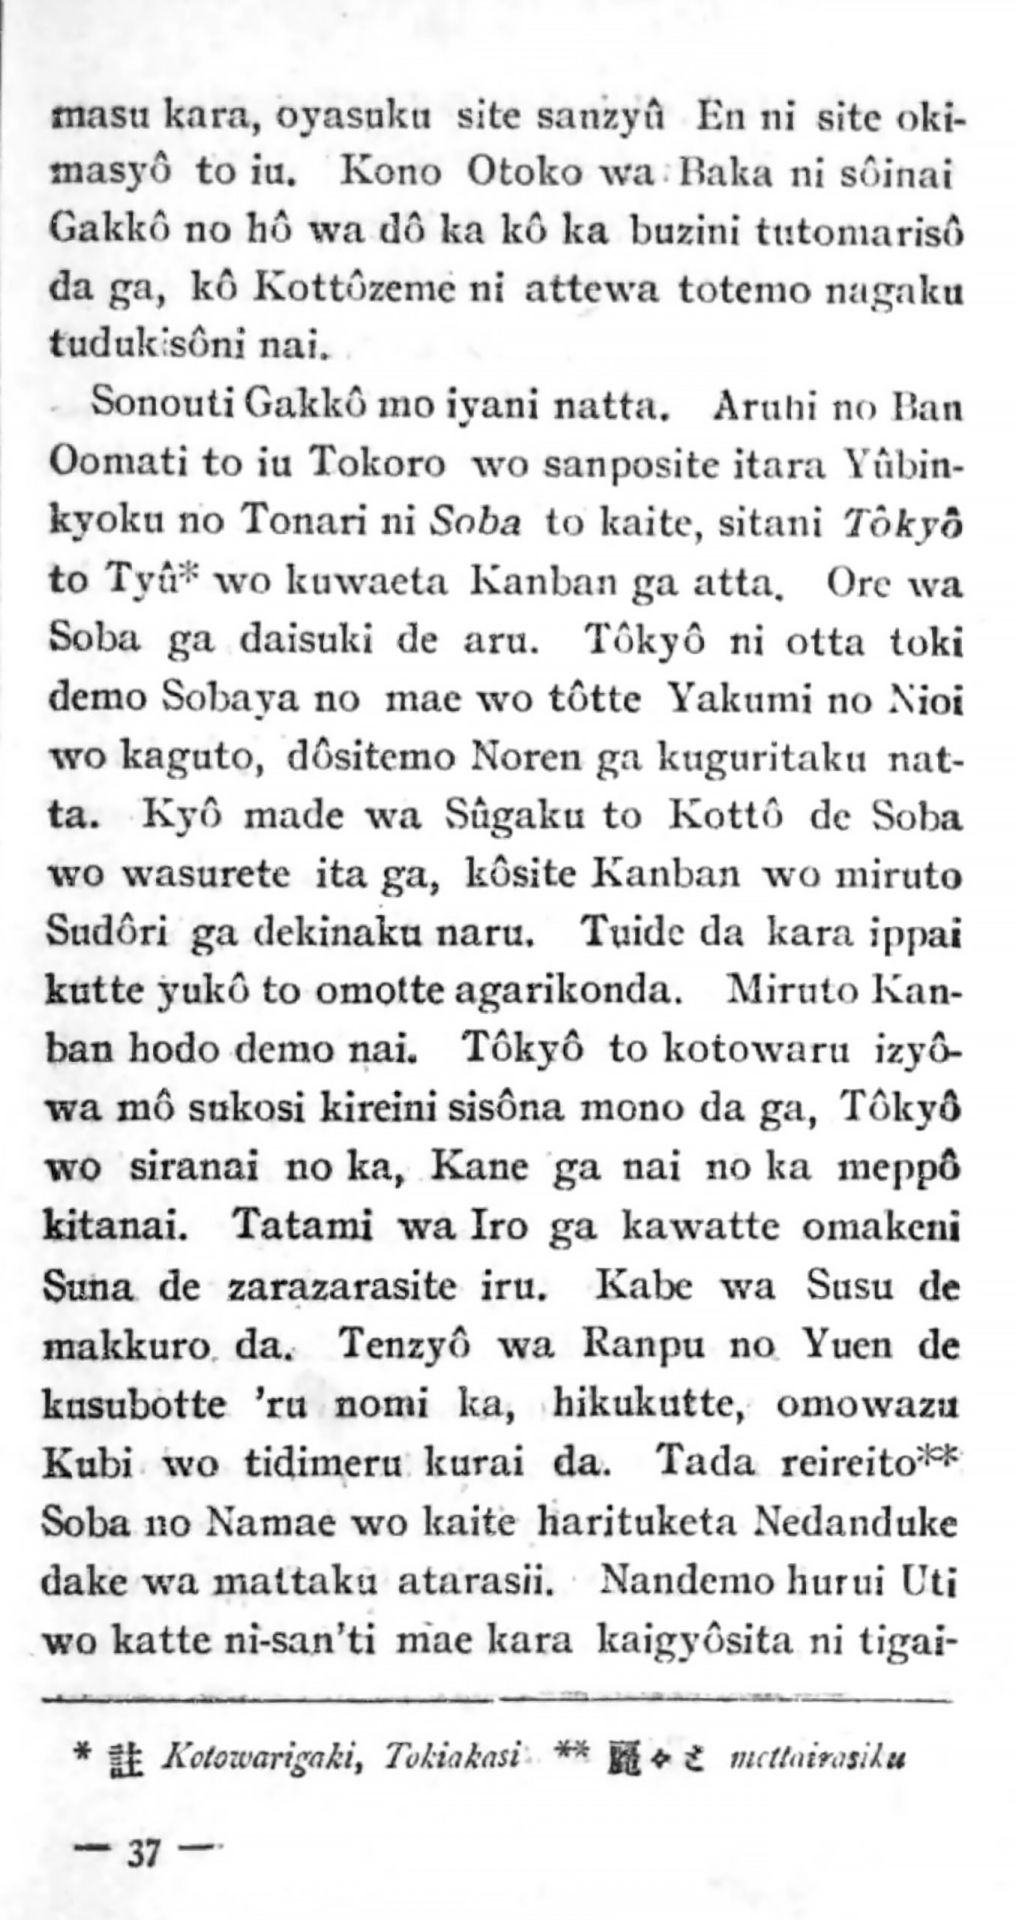 masu kara, oyasuku site sanzyû En ni site oki-
masyô to iu. Kono Otoko wa Baka ni sôinai
Gakkô no hô wa dô ka kô ka buzini tutomarisô
da ga, kô Kottôzeme ni attewa totemo nagaku
tudukisôni nai.
Sonouti Gakkô mo iyani natta. Aruhi no Ban
Oomati to iu Tokoro wo sanposite itara Yûbin-
kyoku no Tonari ni Soba to kaite, sitani Tôkyô
to Tyû* wo kuwaeta Kanban ga atta. Ore wa
Soba ga daisuki de aru. Tôkyô ni otta toki
demo Sobaya no mae wo tôtte Yakumi no Nioi
wo kaguto, dôsitemo Noren ga kuguritaku nat-
ta. Kyô made wa Sûgaku to Kottô de Soba
wo wasurete ita ga, kôsite Kanban wo miruto
Sudôri ga dekinaku naru. Tuide da kara ippai
kutte yukô to omotte agarikonda. Miruto Kan-
ban hodo demo nai. Tôkyô to kotowaru izyô-
wa mô sukosi kireini sisôna mono da ga, Tôkyô
wo siranai no ka, Kane ga nai no ka meppô
kitanai. Tatami wa Iro ga kawatte omakeni
Suna de zarazarasite iru. Kabe wa Susu de
makkuro da. Tenzyô wa Ranpu no Yuen de
kusubotte 'ru nomi ka, hikukutte, omowazu
Kubi wo tidimeru kurai da. Tada reireito**
Soba no Namae wo kaite harituketa Nedanduke
dake wa mattaku atarasii. Nandemo hurui Uti
wo katte ni-san'ti mae kara kaigyôsita ni tigai-
* 註 Kotowarigaki, Tokiakasi ** 麗々と mettairasiku
— 37 —